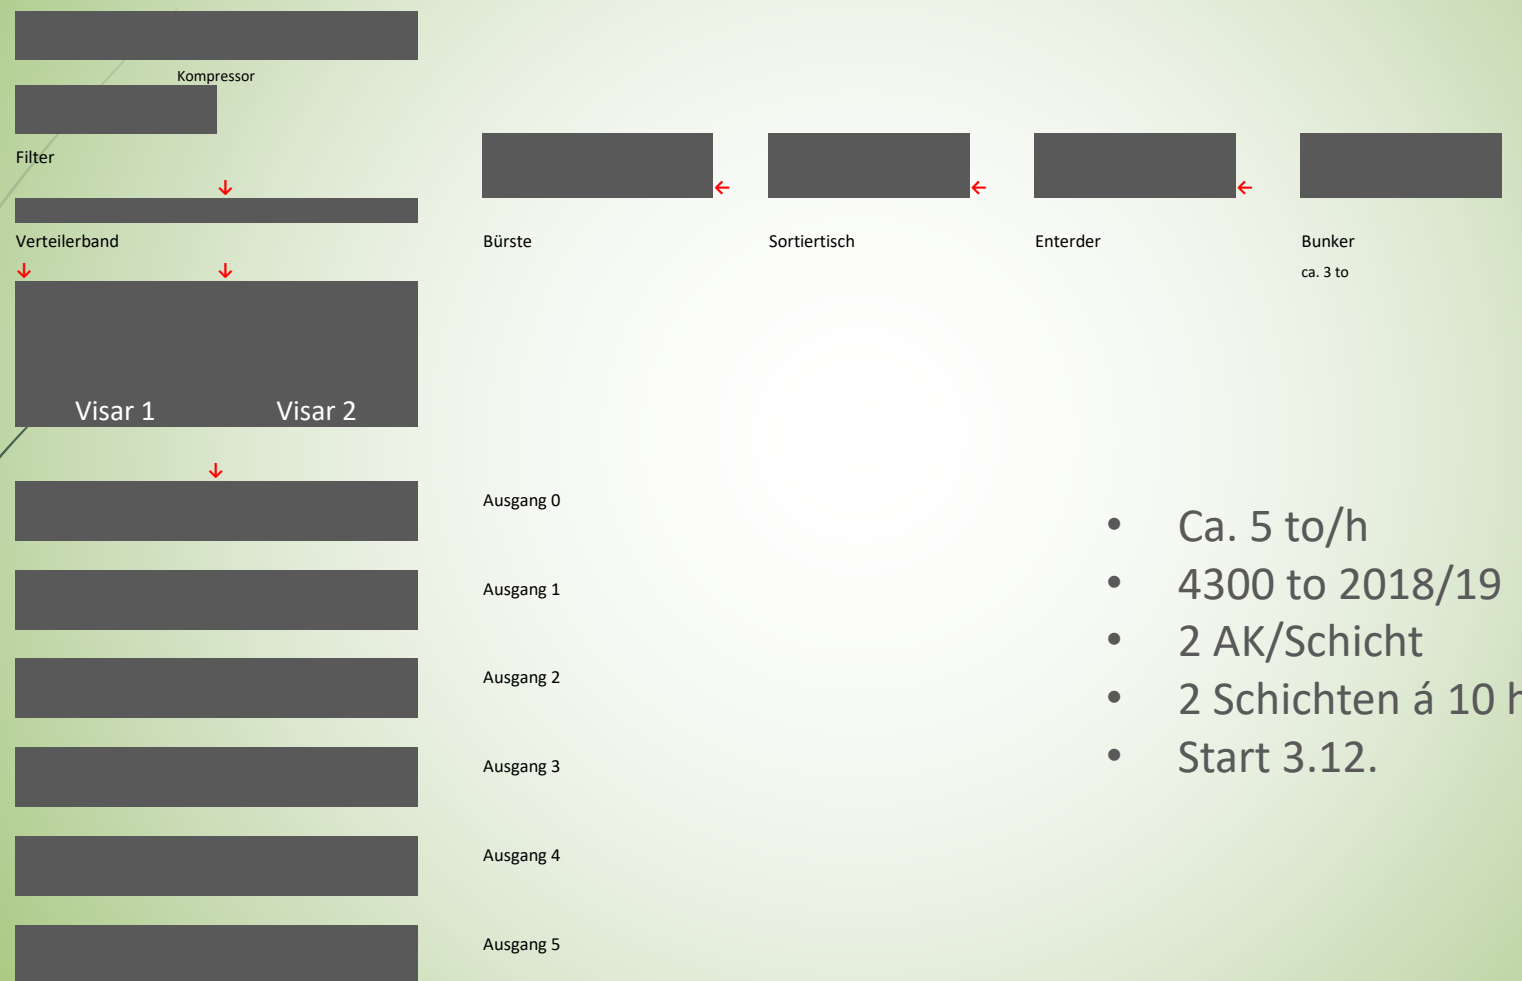 Kompressor
Filter
↓
←
←
←
Verteilerband
Bürste
Sortiertisch
Enterder
Bunker
ca. 3 to
↓
↓
Visar 1
Visar 2
↓
Ausgang 0
Ausgang 1
Ausgang 2
Ausgang 3
Ausgang 4
Ausgang 5
• Ca. 5 to/h
• 4300 to 2018/19
• 2 AK/Schicht
• 2 Schichten á 10 h
• Start 3.12.